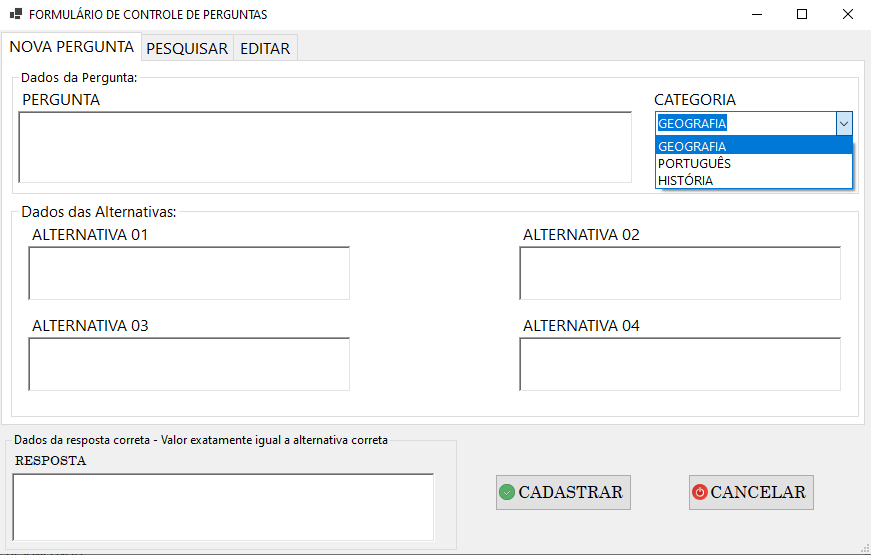 FORMULÁRIO DE CONTROLE DE PERGUNTAS
NOVA PERGUNTA PESQUISAR EDITAR
Dados da Pergunta:
PERGUNTA
CATEGORIA
GEOGRAFIA
GEOGRAFIA
PORTUGUÊS
HISTÓRIA
Dados das Alternativas:
ALTERNATIVA 01
ALTERNATIVA 02
ALTERNATIVA 03
ALTERNATIVA 04
Dados da resposta correta - Valor exatamente igual a alternativa correta
RESPOSTA
CADASTRAR
CANCELAR